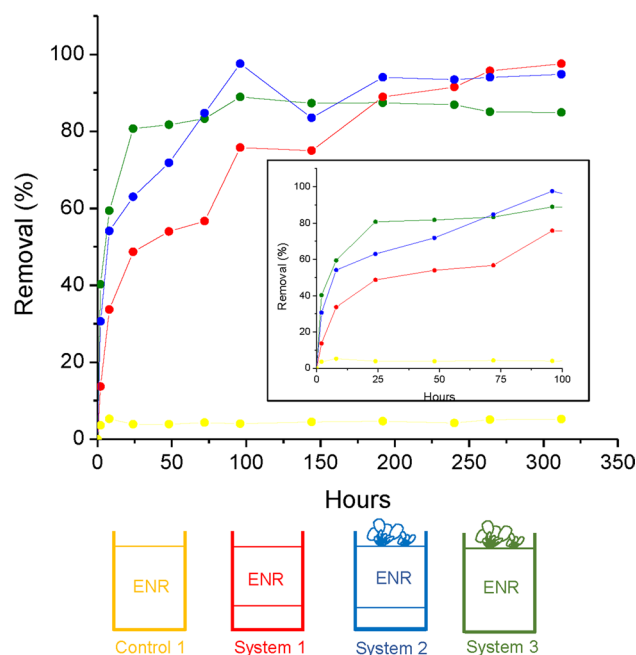 100
80
60
40
20
0
Removal (%)
0
50
100
150
200
250
300
350
Hours
100
80
60
40
20
0
Removal (%)
0
25
50
75
100
Hours
ENR
ENR
ENR
ENR
Control 1
System 1
System 2
System 3